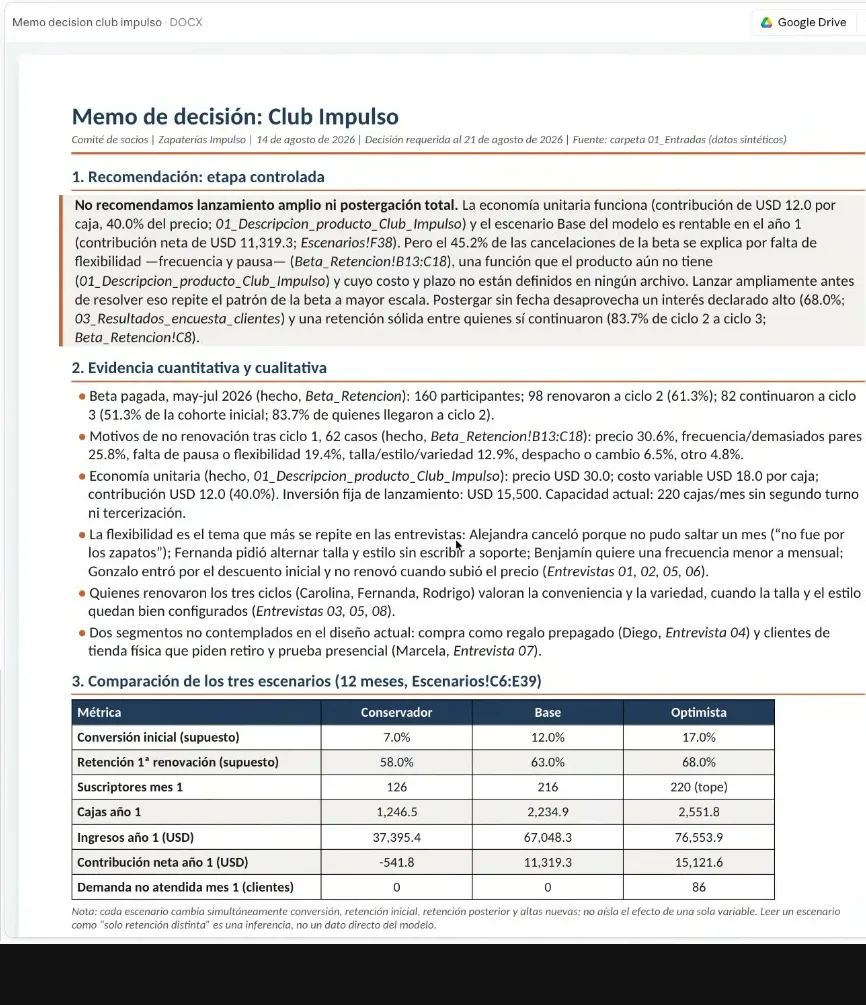 Memo decision club impulso · DOCX
Google Drive
Memo de decisión: Club Impulso
Comité de socios | Zapaterías Impulso | 14 de agosto de 2026 | Decisión requerida al 21 de agosto de 2026 | Fuente: carpeta 01_Entradas (datos sintéticos)
1. Recomendación: etapa controlada
No recomendamos lanzamiento amplio ni postergación total. La economía unitaria funciona (contribución de USD 12.0 por
caja, 40.0% del precio; 01_Descripcion_producto_Club_Impulso) y el escenario Base del modelo es rentable en el año 1
(contribución neta de USD 11,319.3; Escenarios!F38). Pero el 45.2% de las cancelaciones de la beta se explica por falta de
flexibilidad —frecuencia y pausa— (Beta_Retencion!B13:C18), una función que el producto aún no tiene
(01_Descripcion_producto_Club_Impulso) y cuyo costo y plazo no están definidos en ningún archivo. Lanzar ampliamente antes
de resolver eso repite el patrón de la beta a mayor escala. Postergar sin fecha desaprovecha un interés declarado alto (68.0%;
03_Resultados_encuesta_clientes) y una retención sólida entre quienes sí continuaron (83.7% de ciclo 2 a ciclo 3;
Beta_Retencion!C8).
2. Evidencia cuantitativa y cualitativa
• Beta pagada, may-jul 2026 (hecho, Beta_Retencion): 160 participantes; 98 renovaron a ciclo 2 (61.3%); 82 continuaron a ciclo
3 (51.3% de la cohorte inicial; 83.7% de quienes llegaron a ciclo 2).
• Motivos de no renovación tras ciclo 1, 62 casos (hecho, Beta_Retencion!B13:C18): precio 30.6%, frecuencia/demasiados pares
25.8%, falta de pausa o flexibilidad 19.4%, talla/estilo/variedad 12.9%, despacho o cambio 6.5%, otro 4.8%.
• Economía unitaria (hecho, 01_Descripcion_producto_Club_Impulso): precio USD 30.0; costo variable USD 18.0 por caja;
contribución USD 12.0 (40.0%). Inversión fija de lanzamiento: USD 15,500. Capacidad actual: 220 cajas/mes sin segundo turno
ni tercerización.
• La flexibilidad es el tema que más se repite en las entrevistas: Alejandra canceló porque no pudo saltar un mes (“no fue por
los zapatos”); Fernanda pidió alternar talla y estilo sin escribir a soporte; Benjamín quiere una frecuencia menor a mensual;
Gonzalo entró por el descuento inicial y no renovó cuando subió el precio (Entrevistas 01, 02, 05, 06).
• Quienes renovaron los tres ciclos (Carolina, Fernanda, Rodrigo) valoran la conveniencia y la variedad, cuando la talla y el estilo
quedan bien configurados (Entrevistas 03, 05, 08).
• Dos segmentos no contemplados en el diseño actual: compra como regalo prepagado (Diego, Entrevista 04) y clientes de
tienda física que piden retiro y prueba presencial (Marcela, Entrevista 07).
3. Comparación de los tres escenarios (12 meses, Escenarios!C6:E39)
Métrica Conservador Base Optimista
Conversión inicial (supuesto) 7.0% 12.0% 17.0%
Retención 1ª renovación (supuesto) 58.0% 63.0% 68.0%
Suscriptores mes 1 126 216 220 (tope)
Cajas año 1 1,246.5 2,234.9 2,551.8
Ingresos año 1 (USD) 37,395.4 67,048.3 76,553.9
Contribución neta año 1 (USD) -541.8 11,319.3 15,121.6
Demanda no atendida mes 1 (clientes) 0 0 86
Nota: cada escenario cambia simultáneamente conversión, retención inicial, retención posterior y altas nuevas; no aísla el efecto de una sola variable. Leer un escenario
como “solo retención distinta” es una inferencia, no un dato directo del modelo.